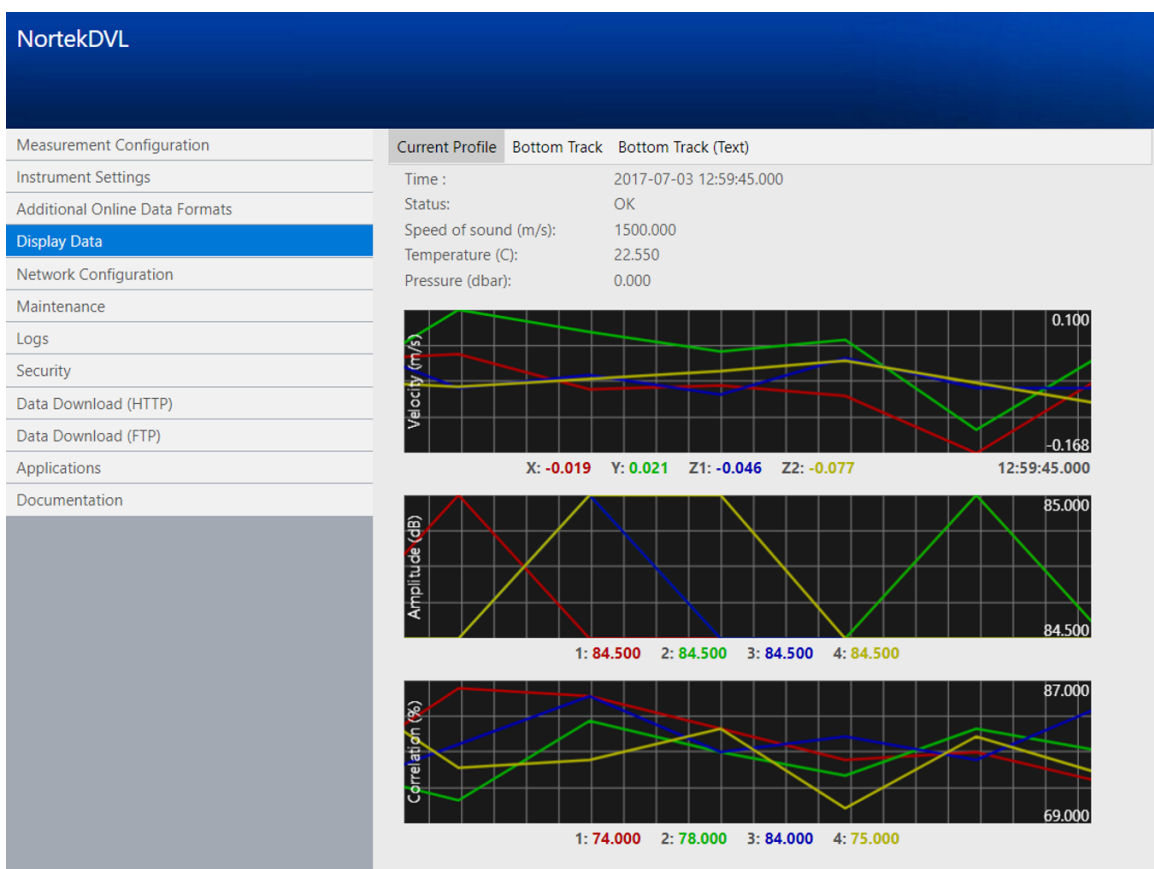 NortekDVL
Measurement Configuration
Instrument Settings
Additional Online Data Formats
Display Data
Network Configuration
Maintenance
Logs
Security
Data Download (HTTP)
Data Download (FTP)
Applications
Documentation
Current Profile Bottom Track Bottom Track (Text)
Time : 2017-07-03 12:59:45.000
Status: OK
Speed of sound (m/s): 1500.000
Temperature (C): 22.550
Pressure (dbar): 0.000
Velocity (m/s)
0.100
-0.168
X: -0.019 Y: 0.021 Z1: -0.046 Z2: -0.077 12:59:45.000
Amplitude (dB)
85.000
84.500
1: 84.500 2: 84.500 3: 84.500 4: 84.500
Correlation (%)
87.000
69.000
1: 74.000 2: 78.000 3: 84.000 4: 75.000